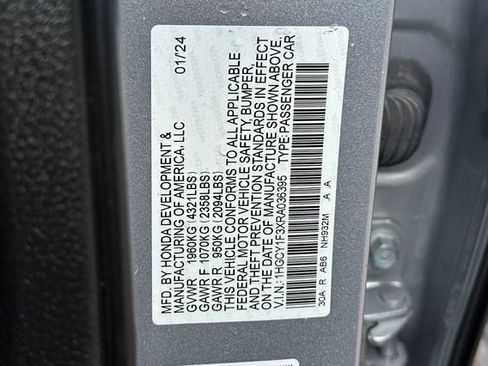 MFD. BY HONDA DEVELOPMENT & 01/24
MANUFACTURING OF AMERICA, LLC
GVWR 1960KG (4321LBS)
GAWR F 1070KG (2358LBS)
GAWR R 950KG (2094LBS)
THIS VEHICLE CONFORMS TO ALL APPLICABLE
FEDERAL MOTOR VEHICLE SAFETY, BUMPER,
AND THEFT PREVENTION STANDARDS IN EFFECT
ON THE DATE OF MANUFACTURE SHOWN ABOVE.
V.I.N.: 1HGCY1F3XRA036395 TYPE:PASSENGER CAR
30A R AB6 NH932M A A